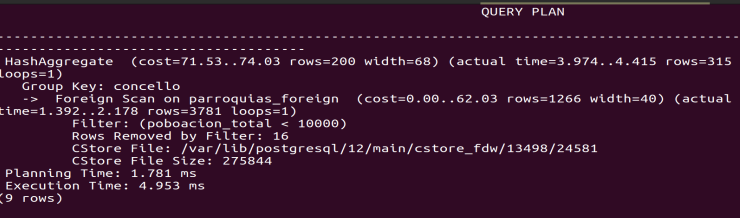 QUERY PLAN
--------------------------------------------------------------------------------------------
--------------------------------------
HashAggregate (cost=71.53..74.03 rows=200 width=68) (actual time=3.974..4.415 rows=315
loops=1)
Group Key: concello
-> Foreign Scan on parroquias_foreign (cost=0.00..62.03 rows=1266 width=40) (actual
time=1.392..2.178 rows=3781 loops=1)
Filter: (poboacion_total < 10000)
Rows Removed by Filter: 16
CStore File: /var/lib/postgresql/12/main/cstore_fdw/13498/24581
CStore File Size: 275844
Planning Time: 1.781 ms
Execution Time: 4.953 ms
(9 rows)